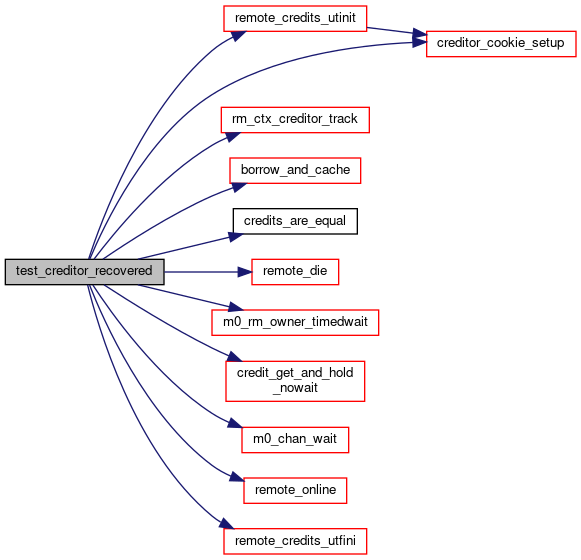 remote_credits_utinit
creditor_cookie_setup
rm_ctx_creditor_track
borrow_and_cache
credits_are_equal
test_creditor_recovered
remote_die
m0_rm_owner_timedwait
credit_get_and_hold
_nowait
m0_chan_wait
remote_online
remote_credits_utfini